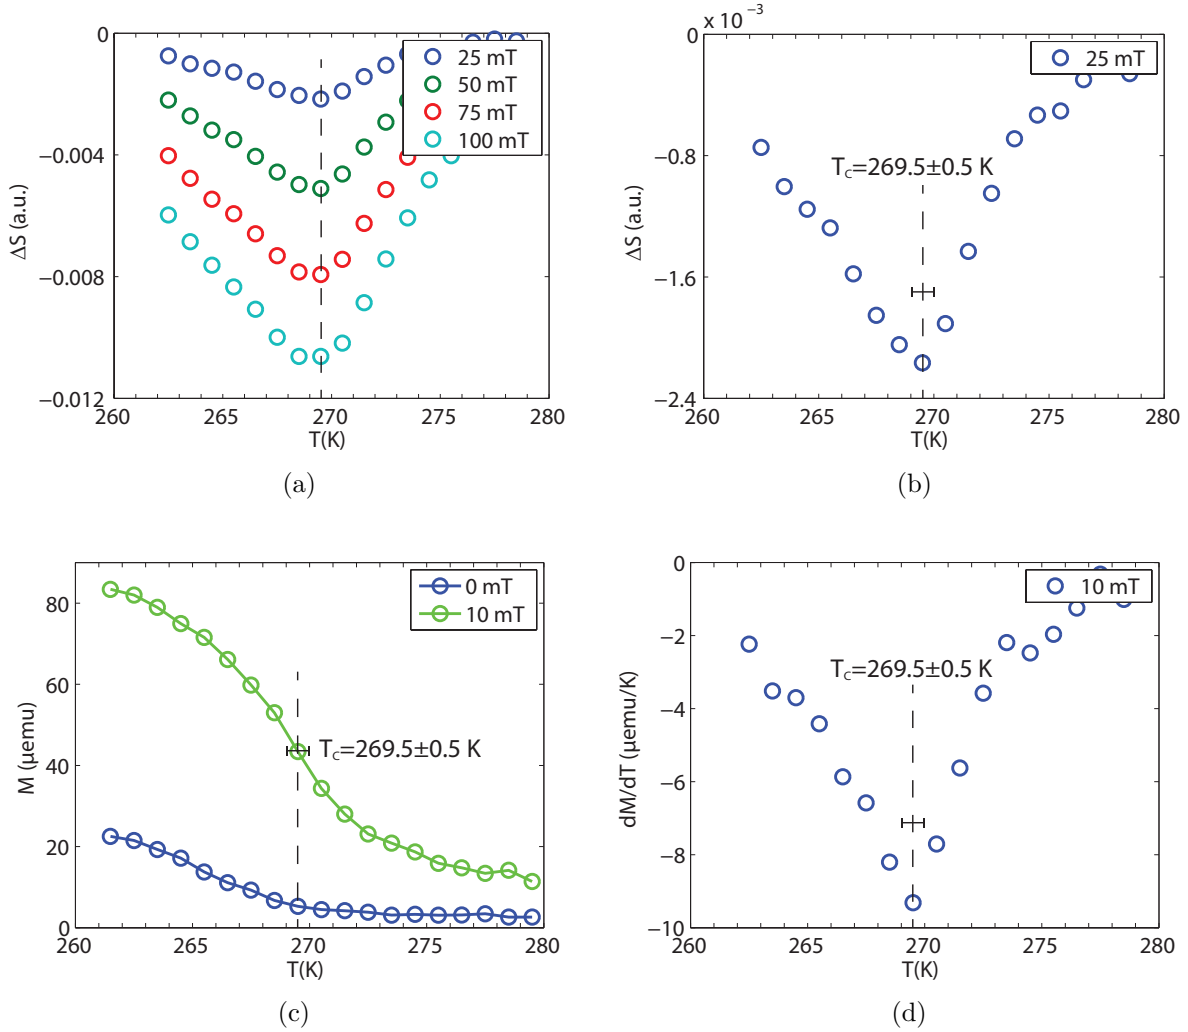 0
−0.004
−0.008
−0.012
260
265
270
275
280
ΔS (a.u.)
T(K)
25 mT
50 mT
75 mT
100 mT
(a)
x 10⁻³
0
−0.8
−1.6
−2.4
260
265
270
275
280
ΔS (a.u.)
T(K)
25 mT
T_C=269.5±0.5 K
(b)
80
60
40
20
0
260
265
270
275
280
M (μemu)
T(K)
0 mT
10 mT
T_C=269.5±0.5 K
(c)
0
−2
−4
−6
−8
−10
260
265
270
275
280
dM/dT (μemu/K)
T(K)
10 mT
T_C=269.5±0.5 K
(d)